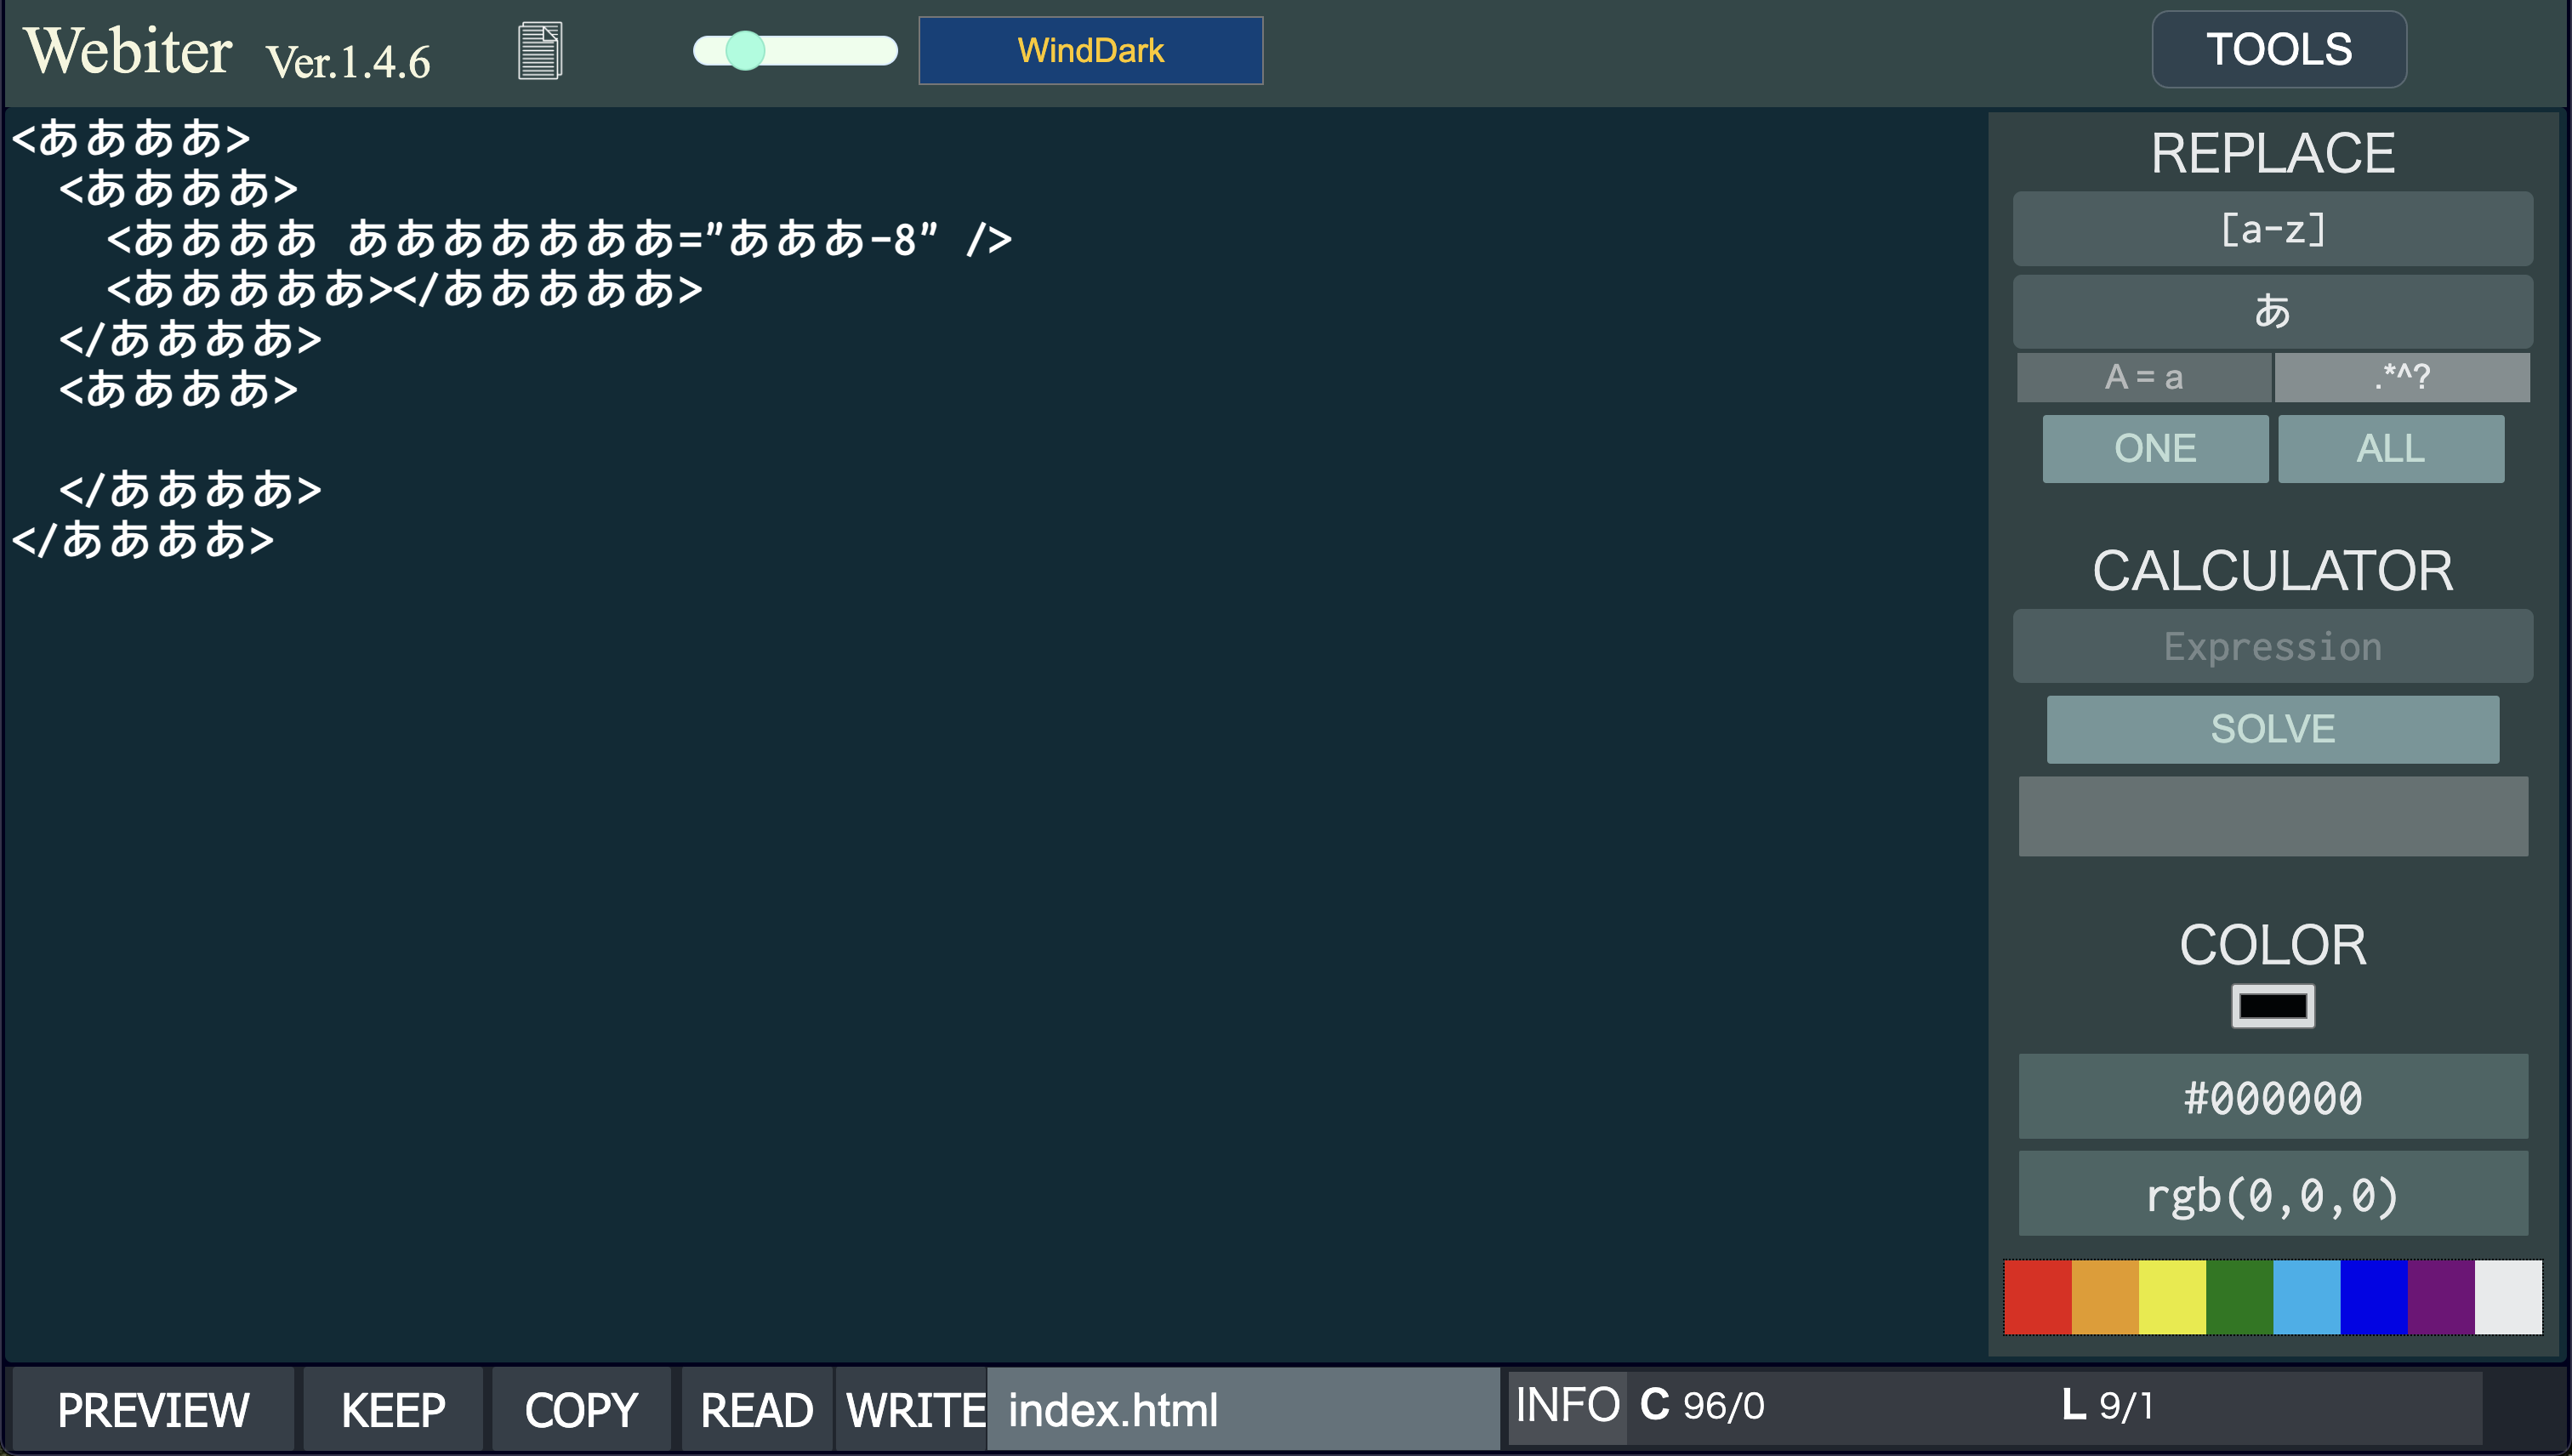 Webiter Ver.1.4.6 WindDark TOOLS
<ああああ>
<ああああ>
<ああああ あああああああ="あああ-8" />
<あああああ></あああああ>
</ああああ>
<ああああ>
</ああああ>
</ああああ>
REPLACE
[a-z]
あ
A = a .*^?
ONE ALL
CALCULATOR
Expression
SOLVE
COLOR
#000000
rgb(0,0,0)
PREVIEW KEEP COPY READ WRITE index.html INFO C 96/0 L 9/1